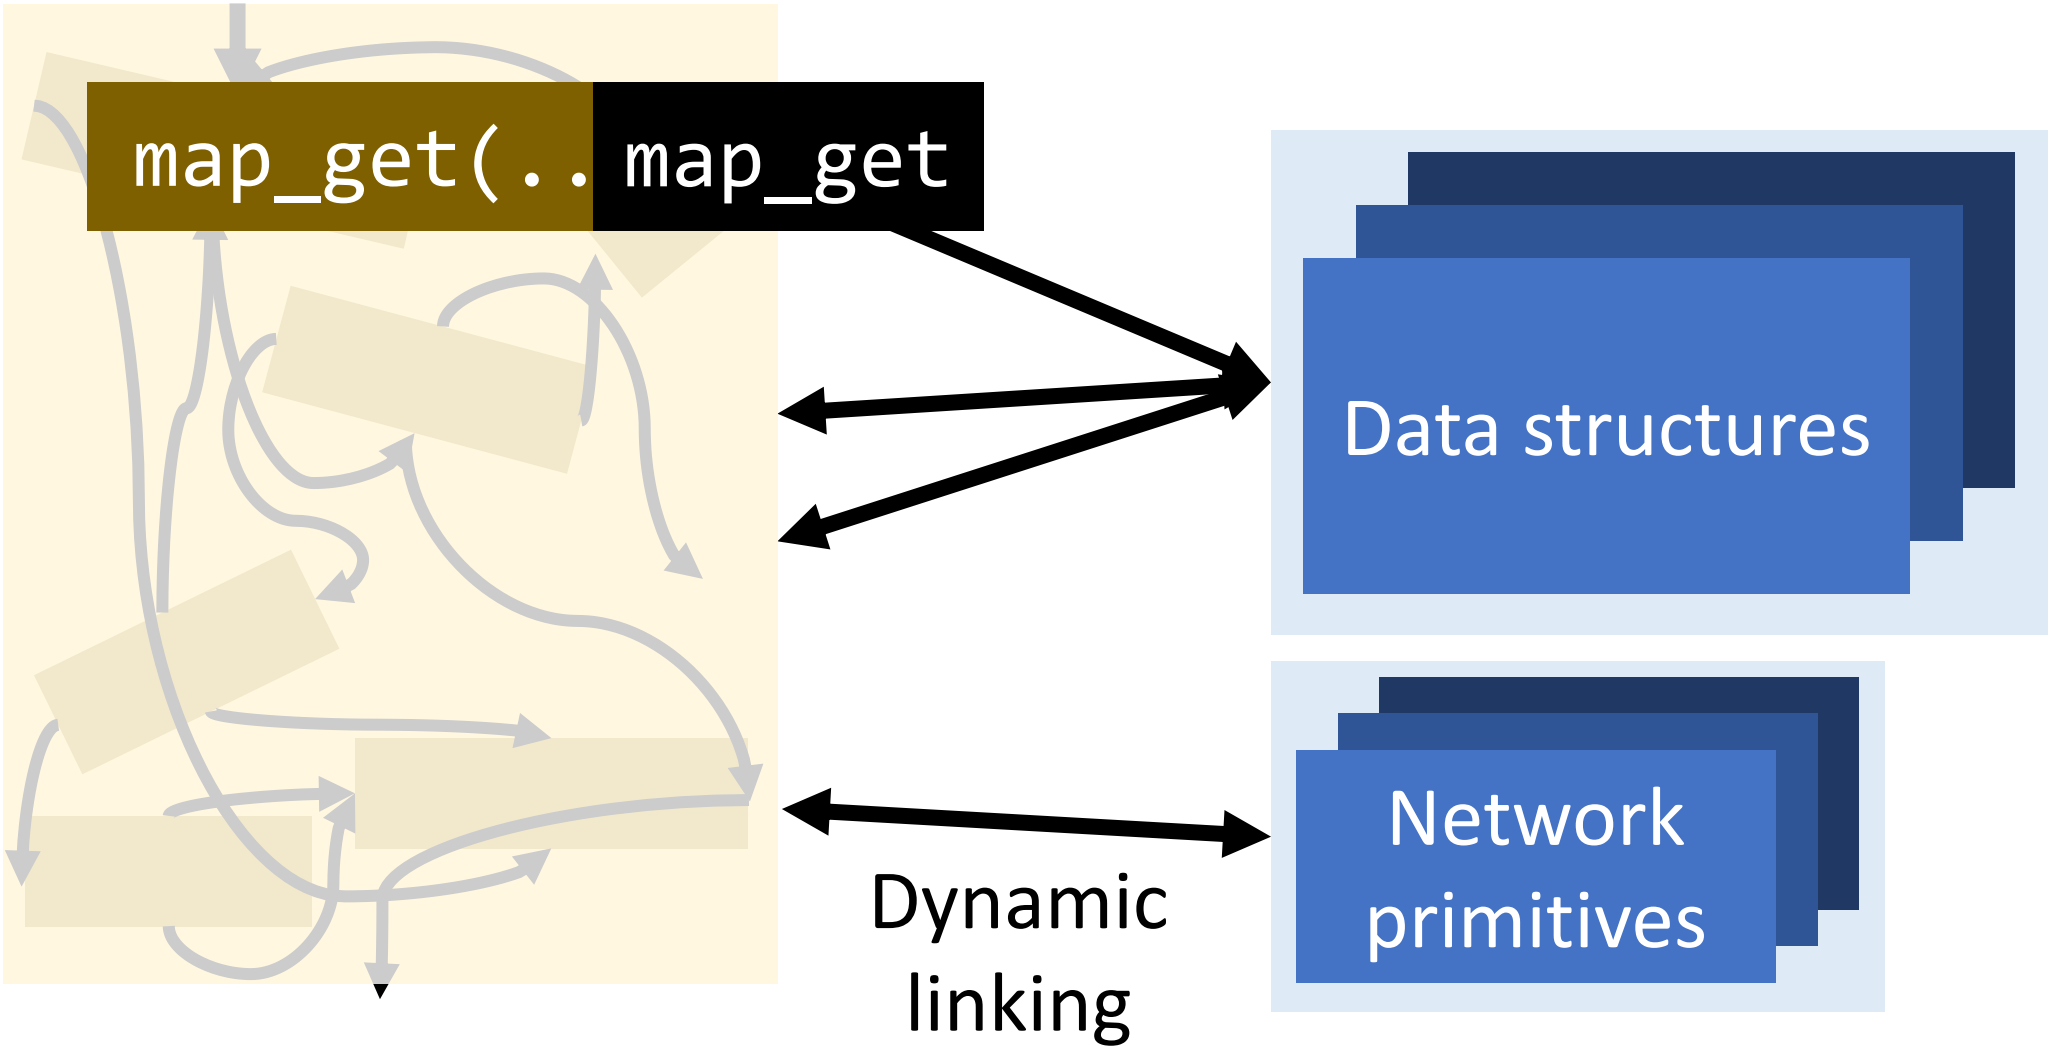 map_get(..
map_get
Data structures
Network
primitives
Dynamic
linking